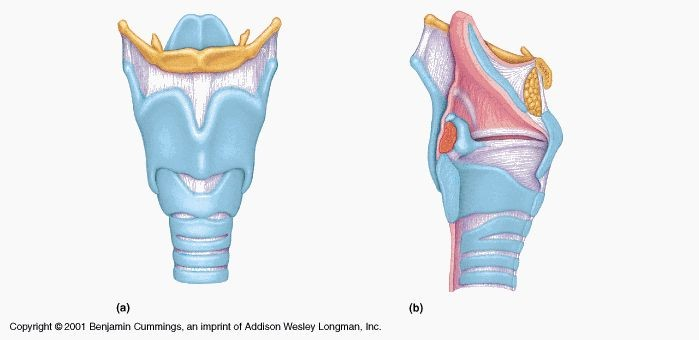 (a) (b)
Copyright © 2001 Benjamin Cummings, an imprint of Addison Wesley Longman, Inc.